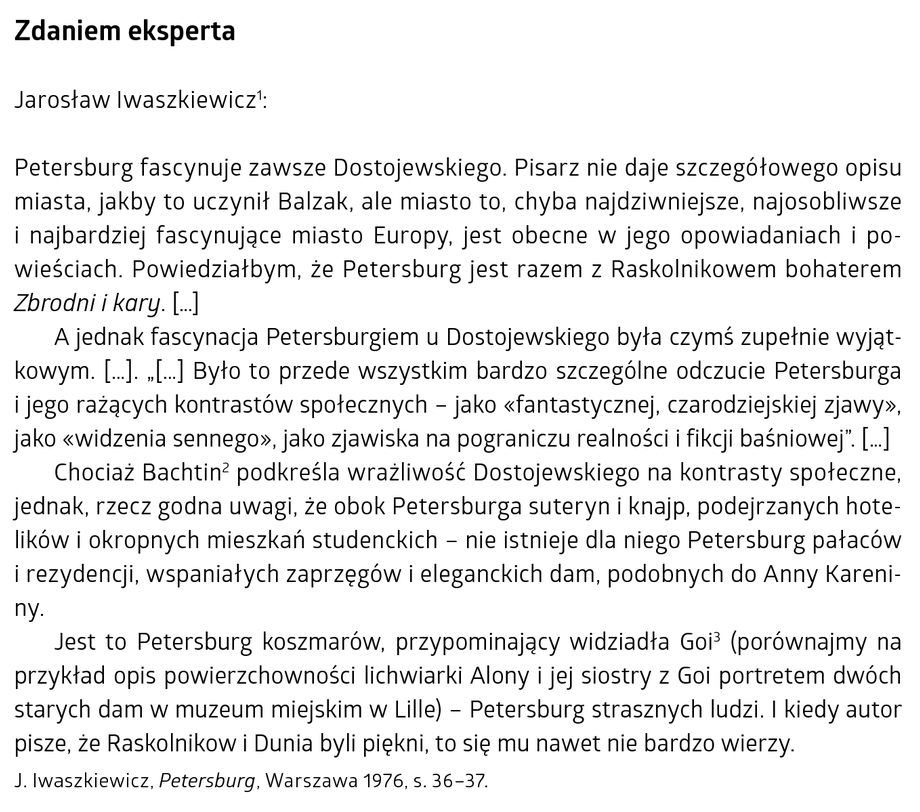 Zdaniem eksperta
Jarosław Iwaszkiewicz¹:
Petersburg fascynuje zawsze Dostojewskiego. Pisarz nie daje szczegółowego opisu
miasta, jakby to uczynił Balzak, ale miasto to, chyba najdziwniejsze, najosobliwsze
i najbardziej fascynujące miasto Europy, jest obecne w jego opowiadaniach i po-
wieściach. Powiedziałbym, że Petersburg jest razem z Raskolnikowem bohaterem
Zbrodni i kary. [...]
A jednak fascynacja Petersburgiem u Dostojewskiego była czymś zupełnie wyjąt-
kowym. [...]. „[...] Było to przede wszystkim bardzo szczególne odczucie Petersburga
i jego rażących kontrastów społecznych – jako «fantastycznej, czarodziejskiej zjawy»,
jako «widzenia sennego», jako zjawiska na pograniczu realności i fikcji baśniowej”. [...]
Chociaż Bachtin² podkreśla wrażliwość Dostojewskiego na kontrasty społeczne,
jednak, rzecz godna uwagi, że obok Petersburga suteryn i knajp, podejrzanych hote-
lików i okropnych mieszkań studenckich – nie istnieje dla niego Petersburg pałaców
i rezydencji, wspaniałych zaprzęgów i eleganckich dam, podobnych do Anny Kareni-
ny.
Jest to Petersburg koszmarów, przypominający widziadła Goi³ (porównajmy na
przykład opis powierzchowności lichwiarki Alony i jej siostry z Goi portretem dwóch
starych dam w muzeum miejskim w Lille) – Petersburg strasznych ludzi. I kiedy autor
pisze, że Raskolnikow i Dunia byli piękni, to się mu nawet nie bardzo wierzy.
J. Iwaszkiewicz, Petersburg, Warszawa 1976, s. 36–37.